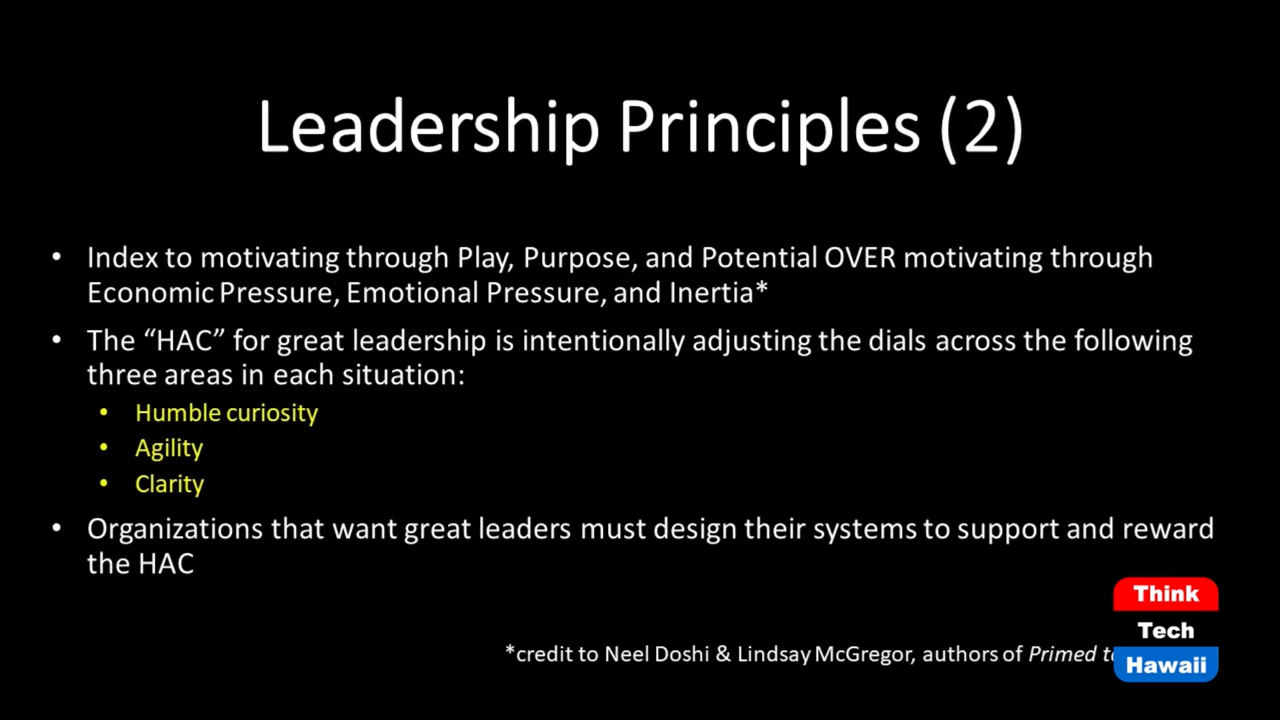 Leadership Principles (2)
• Index to motivating through Play, Purpose, and Potential OVER motivating through
Economic Pressure, Emotional Pressure, and Inertia*
• The “HAC” for great leadership is intentionally adjusting the dials across the following
three areas in each situation:
• Humble curiosity
• Agility
• Clarity
• Organizations that want great leaders must design their systems to support and reward
the HAC
*credit to Neel Doshi & Lindsay McGregor, authors of Primed to
Think
Tech
Hawaii